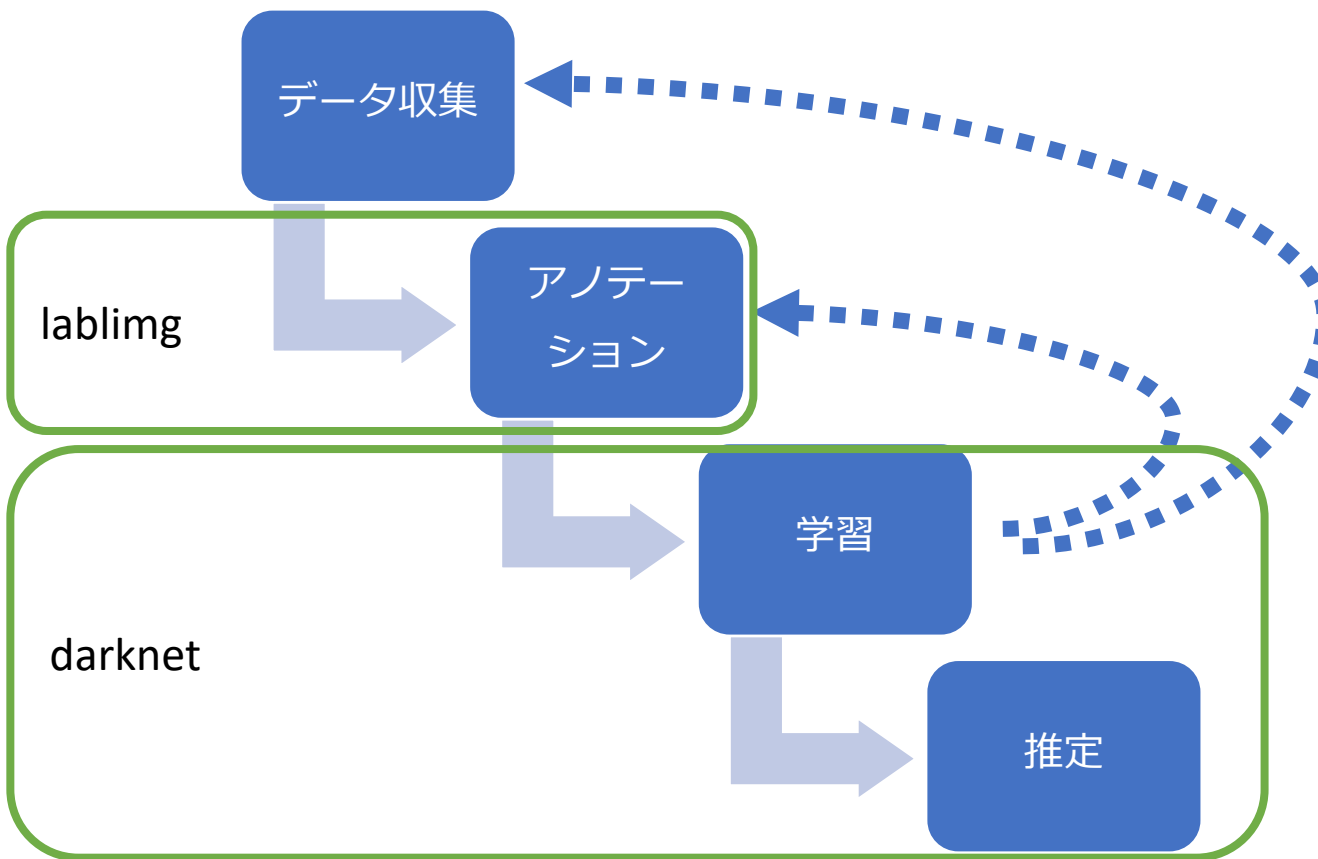 データ収集
lablimg
アノテー
ション
学習
darknet
推定